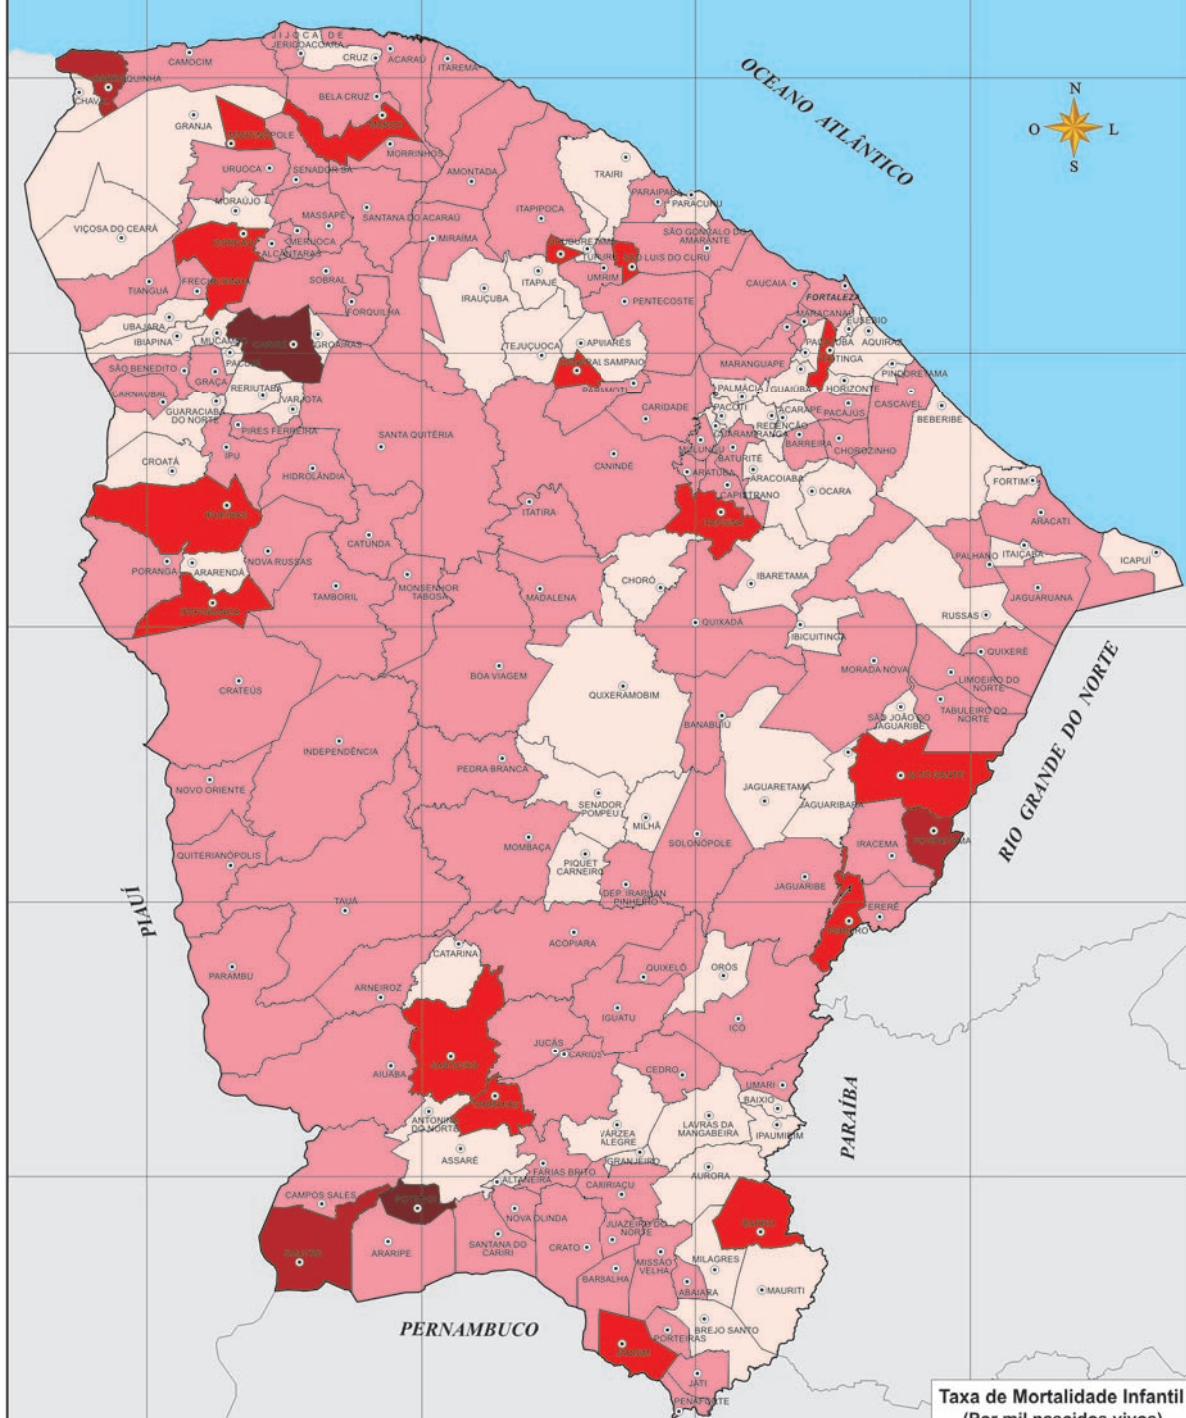 JIJOCA DE
JERICOACOARA
CRUZ
ACARAÚ
ITAREMA
CAMOCIM
CHAVAL
BELA CRUZ
GRANJA
MORRINHOS
URUOCA
SENADOR SÁ
MORAÚJO
MASSAPÊ
SANTANA DO ACARAÚ
AMONTADA
ITAPIPOCA
TRAIRI
PARAIPABA
PARACURU
OCEANO ATLÂNTICO
N
O
L
S
VIÇOSA DO CEARÁ
MERUOCA
ALCÂNTARAS
MIRAÍMA
SÃO GONÇALO DO
AMARANTE
SÃO LUIS DO CURU
UMIRIM
TIANGUÁ
SOBRAL
FORQUILHA
IRAUÇUBA
ITAPAJÉ
PENTECOSTE
CAUCAIA
FORTALEZA
MARACANAÚ
EUSÉBIO
AQUIRAZ
UBAJARA
IBIAPINA
MUCAMBO
GROAÍRAS
TEJUÇUOCA
APUIARÉS
GENERAL SAMPAIO
PARAMOTI
MARANGUAPE
PACATUBA
ITAITINGA
PINDORETAMA
HORIZONTE
GUAIÚBA
SÃO BENEDITO
GRAÇA
PACUJÁ
RERIUTABA
VARJOTA
CARNAUBAL
GUARACIABA
DO NORTE
PIRES FERREIRA
PALMÁCIA
PACOTI
ACARAPE
REDENÇÃO
PACAJUS
CASCAVEL
BEBERIBE
CARIDADE
GUARAMIRANGA
MULUNGU
BARREIRA
CHOROZINHO
BATURITÉ
ARATUBA
ARACOIABA
CAPISTRANO
OCARA
CROATÁ
IPU
HIDROLÂNDIA
SANTA QUITÉRIA
CANINDÉ
ITATIRA
FORTIM
ARACATI
ICAPUÍ
ITAIÇABA
PALHANO
JAGUARUANA
CATUNDA
NOVA RUSSAS
PORANGA
ARARENDÁ
TAMBORIL
MONSENHOR
TABOSA
MADALENA
CHORÓ
IBARETAMA
QUIXADÁ
IBICUITINGA
RUSSAS
QUIXERÉ
MORADA NOVA
LIMOEIRO DO
NORTE
TABULEIRO DO
NORTE
SÃO JOÃO DO
JAGUARIBE
RIO GRANDE DO NORTE
CRATEÚS
BOA VIAGEM
QUIXERAMOBIM
BANABUIÚ
INDEPENDÊNCIA
PEDRA BRANCA
NOVO ORIENTE
SENADOR
POMPEU
MILHÃ
JAGUARETAMA
JAGUARIBARA
SOLONÓPOLE
IRACEMA
QUITERIANÓPOLIS
MOMBAÇA
PIQUET
CARNEIRO
DEP. IRAPUAN
PINHEIRO
JAGUARIBE
ERERÊ
PIAUÍ
TAUÁ
ACOPIARA
CATARINA
QUIXELÔ
ORÓS
PARAMBU
ARNEIROZ
IGUATU
ICÓ
JUCÁS
CARIÚS
AIUABA
CEDRO
UMARI
BAIXIO
IPAUMIRIM
PARAÍBA
ANTONINA
DO NORTE
VÁRZEA
ALEGRE
LAVRAS DA
MANGABEIRA
GRANJEIRO
ASSARÉ
ALTANEIRA
FARIAS BRITO
AURORA
CARIRIAÇU
CAMPOS SALES
NOVA OLINDA
JUAZEIRO DO
NORTE
ARARIPE
SANTANA DO
CARIRI
CRATO
MISSÃO
VELHA
MILAGRES
BARBALHA
ABAIARA
MAURITI
PERNAMBUCO
BREJO SANTO
PORTEIRAS
JATI
PENAFORTE
Taxa de Mortalidade Infantil
(Por mil nascidos vivos)